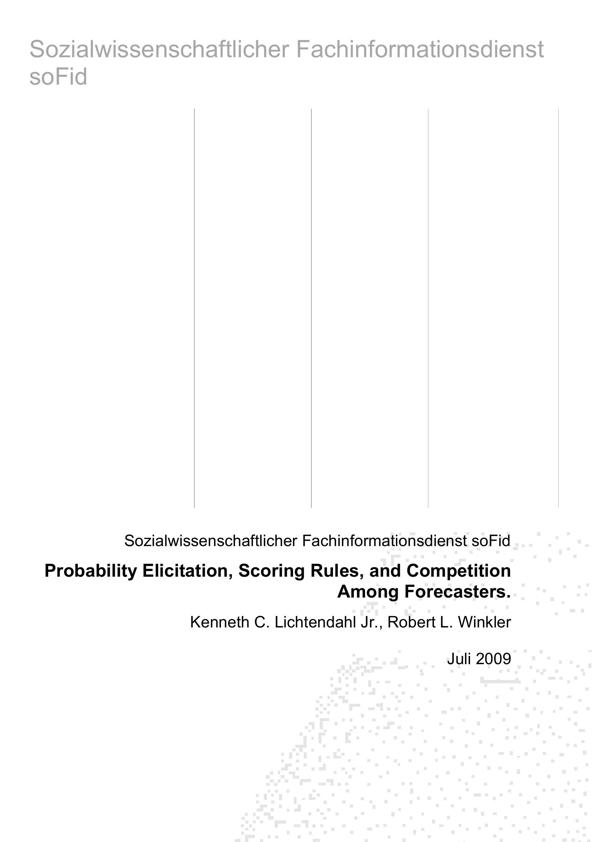 Sozialwissenschaftlicher Fachinformationsdienst
soFid
Sozialwissenschaftlicher Fachinformationsdienst soFid
Probability Elicitation, Scoring Rules, and Competition
Among Forecasters.
Kenneth C. Lichtendahl Jr., Robert L. Winkler
Juli 2009